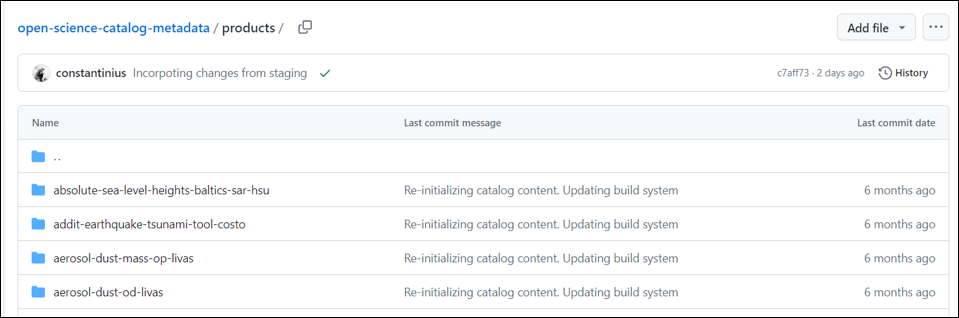 open-science-catalog-metadata / products /
Add file
constantinius Incorpoting changes from staging
c7aff73 · 2 days ago
History
Name Last commit message Last commit date
..
absolute-sea-level-heights-baltics-sar-hsu Re-initializing catalog content. Updating build system 6 months ago
addit-earthquake-tsunami-tool-costo Re-initializing catalog content. Updating build system 6 months ago
aerosol-dust-mass-op-livas Re-initializing catalog content. Updating build system 6 months ago
aerosol-dust-od-livas Re-initializing catalog content. Updating build system 6 months ago